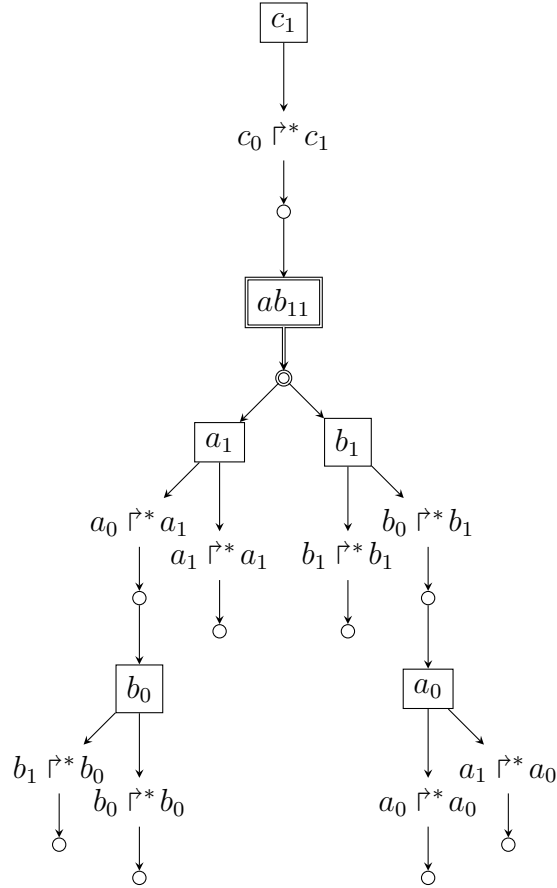 c₁
c₀ ↱* c₁
ab₁₁
a₁ b₁
a₀ ↱* a₁ b₀ ↱* b₁
a₁ ↱* a₁ b₁ ↱* b₁
b₀ a₀
b₁ ↱* b₀ a₁ ↱* a₀
b₀ ↱* b₀ a₀ ↱* a₀